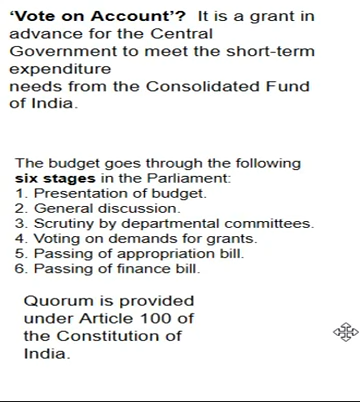 ‘Vote on Account’?  It is a grant in
advance for the Central
Government to meet the short-term
expenditure
needs from the Consolidated Fund
of India.
The budget goes through the following
six stages in the Parliament:
1. Presentation of budget.
2. General discussion.
3. Scrutiny by departmental committees.
4. Voting on demands for grants.
5. Passing of appropriation bill.
6. Passing of finance bill.
Quorum is provided
under Article 100 of
the Constitution of
India.